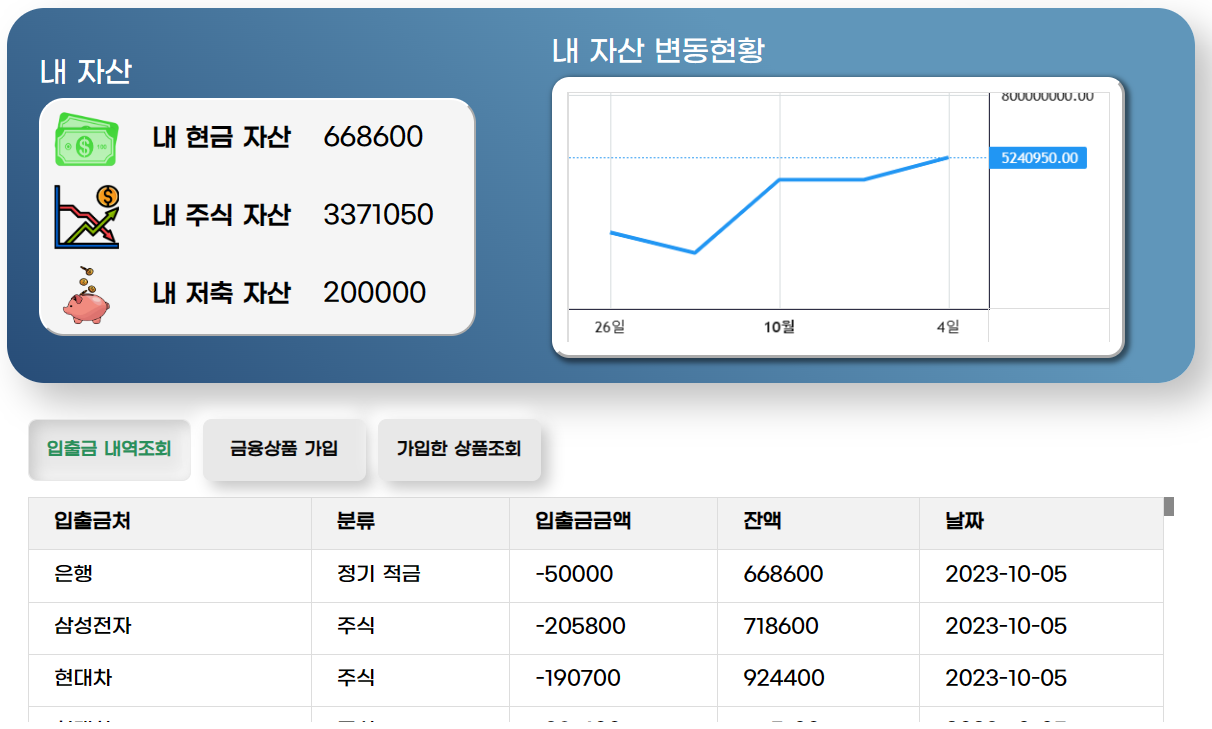 내 자산
내 현금 자산 668600
내 주식 자산 3371050
내 저축 자산 200000
내 자산 변동현황
800000000.00
5240950.00
26일 10월 4일
입출금 내역조회 금융상품 가입 가입한 상품조회
입출금처 분류 입출금금액 잔액 날짜
은행 정기 적금 -50000 668600 2023-10-05
삼성전자 주식 -205800 718600 2023-10-05
현대차 주식 -190700 924400 2023-10-05